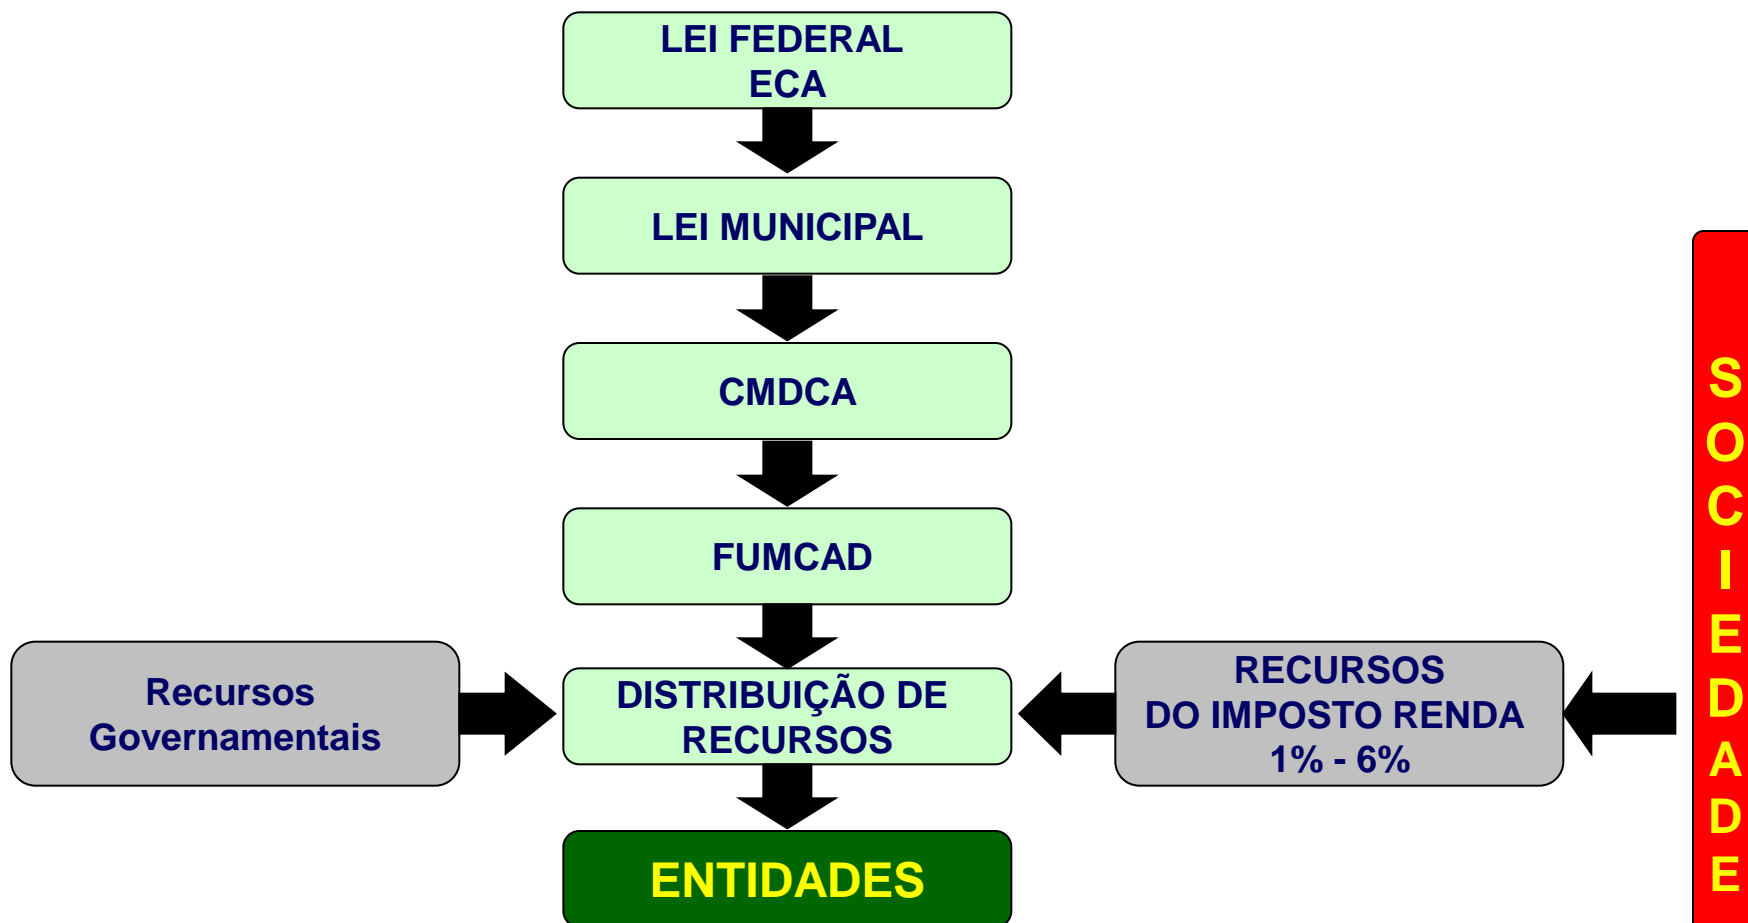 LEI FEDERAL
ECA
LEI MUNICIPAL
CMDCA
FUMCAD
Recursos
Governamentais
DISTRIBUIÇÃO DE
RECURSOS
RECURSOS
DO IMPOSTO RENDA
1% - 6%
ENTIDADES
S
O
C
I
E
D
A
D
E